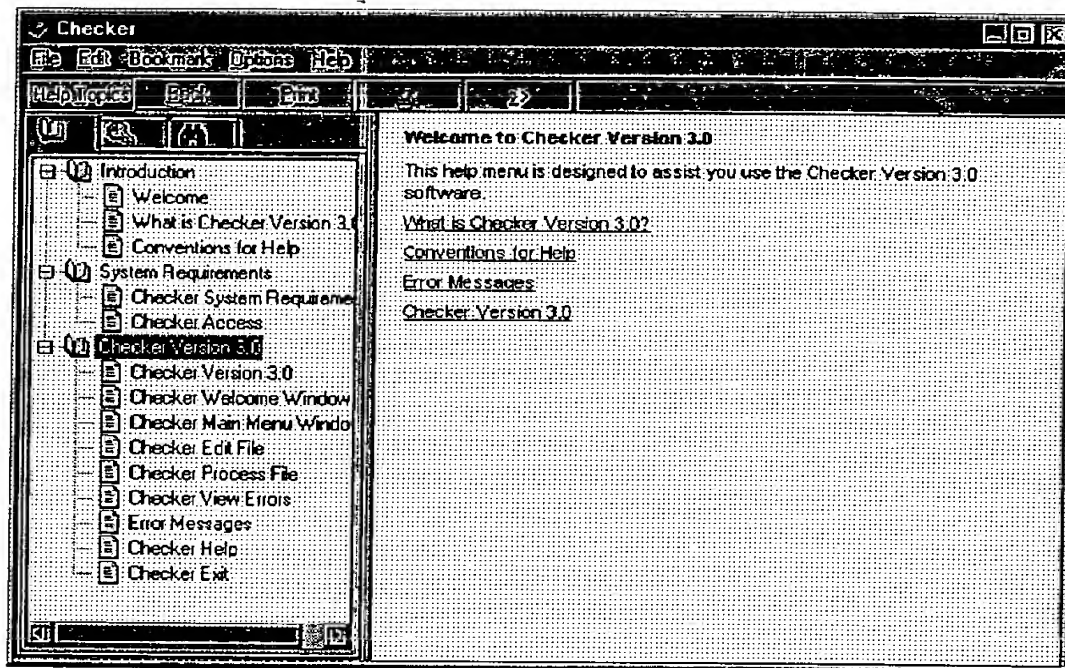 Checker
File Edit Bookmark Options Help
Help Topics Back Print << >>
Introduction
Welcome
What is Checker Version 3.0
Conventions for Help
System Requirements
Checker System Requireme
Checker Access
Checker Version 3.0
Checker Version 3.0
Checker Welcome Window
Checker Main Menu Windo
Checker Edit File
Checker Process File
Checker View Errors
Error Messages
Checker Help
Checker Exit
Welcome to Checker Version 3.0
This help menu is designed to assist you use the Checker Version 3.0
software.
What is Checker Version 3.0?
Conventions for Help
Error Messages
Checker Version 3.0